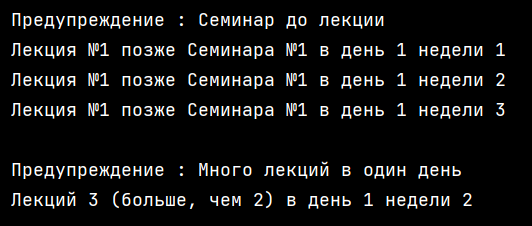 Предупреждение : Семинар до лекции
Лекция №1 позже Семинара №1 в день 1 недели 1
Лекция №1 позже Семинара №1 в день 1 недели 2
Лекция №1 позже Семинара №1 в день 1 недели 3
Предупреждение : Много лекций в один день
Лекций 3 (больше, чем 2) в день 1 недели 2